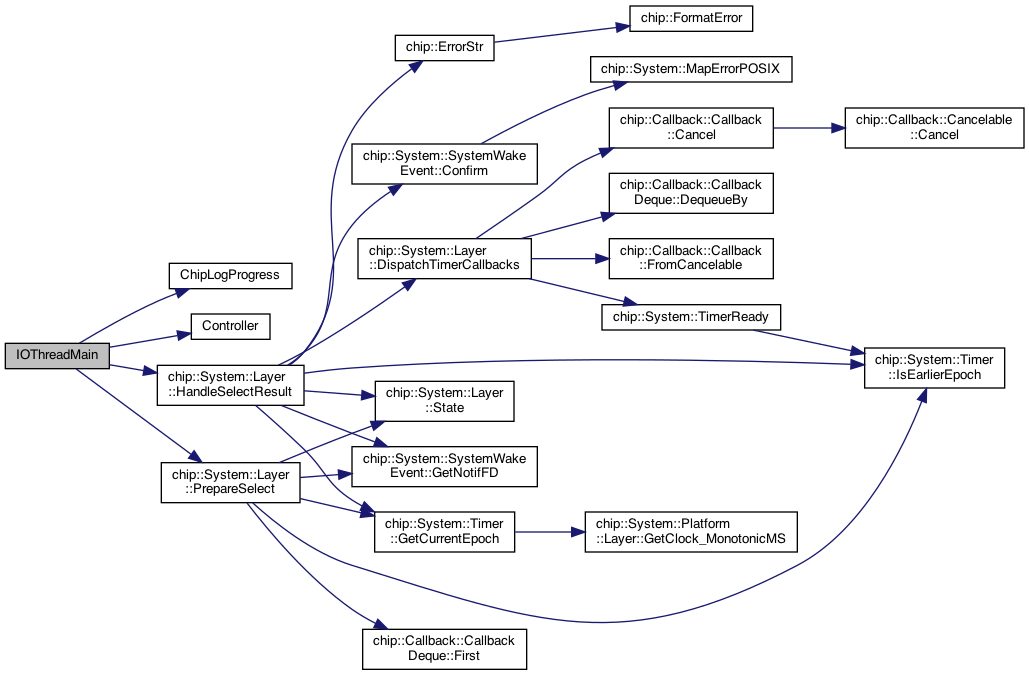 chip::FormatError
chip::ErrorStr
chip::System::MapErrorPOSIX
chip::Callback::Callback
::Cancel
chip::Callback::Cancelable
::Cancel
chip::System::SystemWake
Event::Confirm
chip::Callback::Callback
Deque::DequeueBy
chip::System::Layer
::DispatchTimerCallbacks
chip::Callback::Callback
::FromCancelable
ChipLogProgress
chip::System::TimerReady
Controller
IOThreadMain
chip::System::Timer
::IsEarlierEpoch
chip::System::Layer
::HandleSelectResult
chip::System::Layer
::State
chip::System::SystemWake
Event::GetNotifFD
chip::System::Layer
::PrepareSelect
chip::System::Timer
::GetCurrentEpoch
chip::System::Platform
::Layer::GetClock_MonotonicMS
chip::Callback::Callback
Deque::First